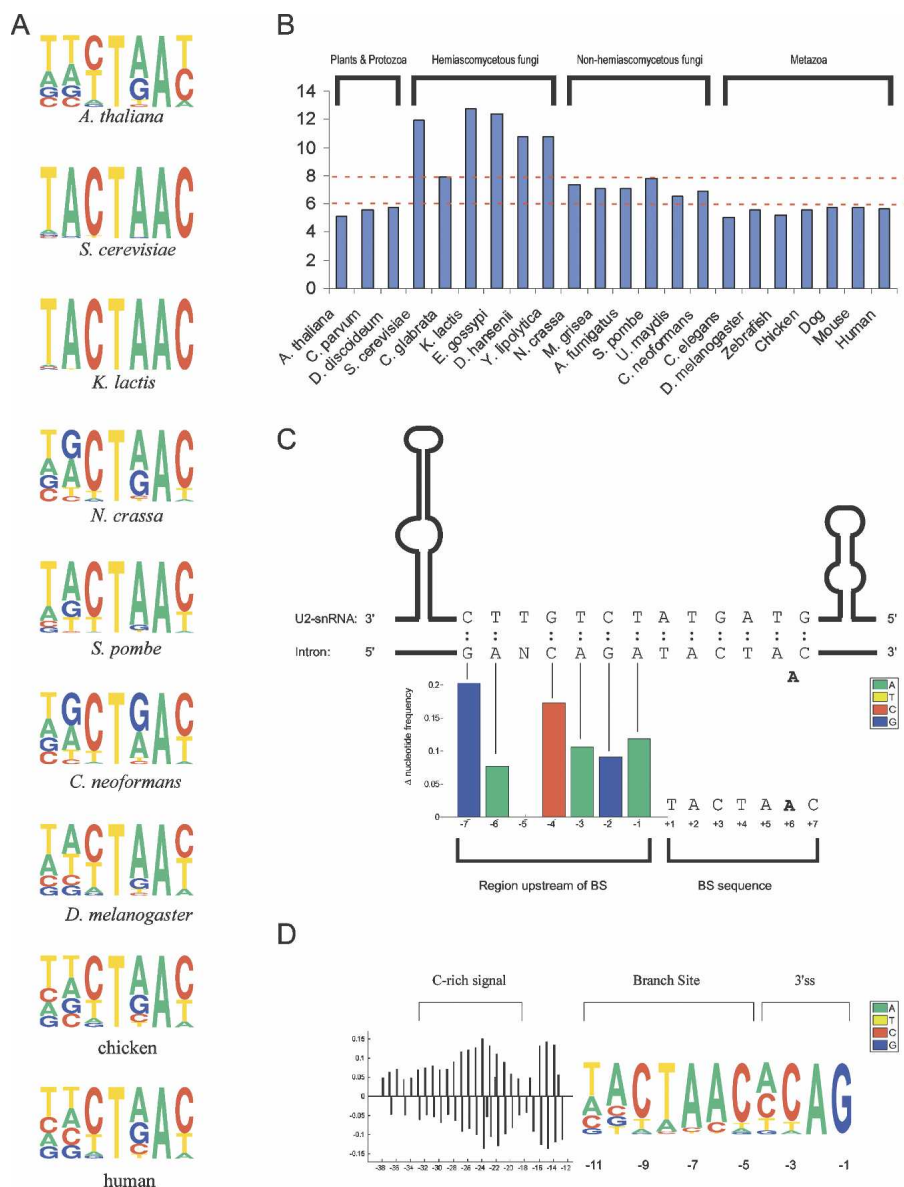 A
A. thaliana
TACTAAC
S. cerevisiae
TACTAAC
K. lactis
N. crassa
S. pombe
C. neoformans
D. melanogaster
chicken
human
B
Plants & Protozoa
Hemiascomycetous fungi
Non-hemiascomycetous fungi
Metazoa
14
12
10
8
6
4
2
0
A. thaliana
C. parvum
D. discoideum
S. cerevisiae
C. glabrata
K. lactis
E. gossypi
D. hansenii
Y. lipolytica
N. crassa
M. grisea
A. fumigatus
S. pombe
U. maydis
C. neoformans
C. elegans
D. melanogaster
Zebrafish
Chicken
Dog
Mouse
Human
C
U2-snRNA: 3' C T T G T C T A T G A T G 5'
Intron: 5' G A N C A G A T A C T A C 3'
A
A
T
C
G
Δ nucleotide frequency
0.2
0.15
0.1
0.05
0
-7 -6 -5 -4 -3 -2 -1
T A C T A A C
+1 +2 +3 +4 +5 +6 +7
Region upstream of BS
BS sequence
D
C-rich signal
Branch Site
3'ss
A
T
C
G
0.15
0.1
0.05
0
0.05
0.1
0.15
-38 -36 -34 -32 -30 -28 -26 -24 -22 -20 -18 -16 -14 -12
TACTAACACAG
-11 -9 -7 -5 -3 -1